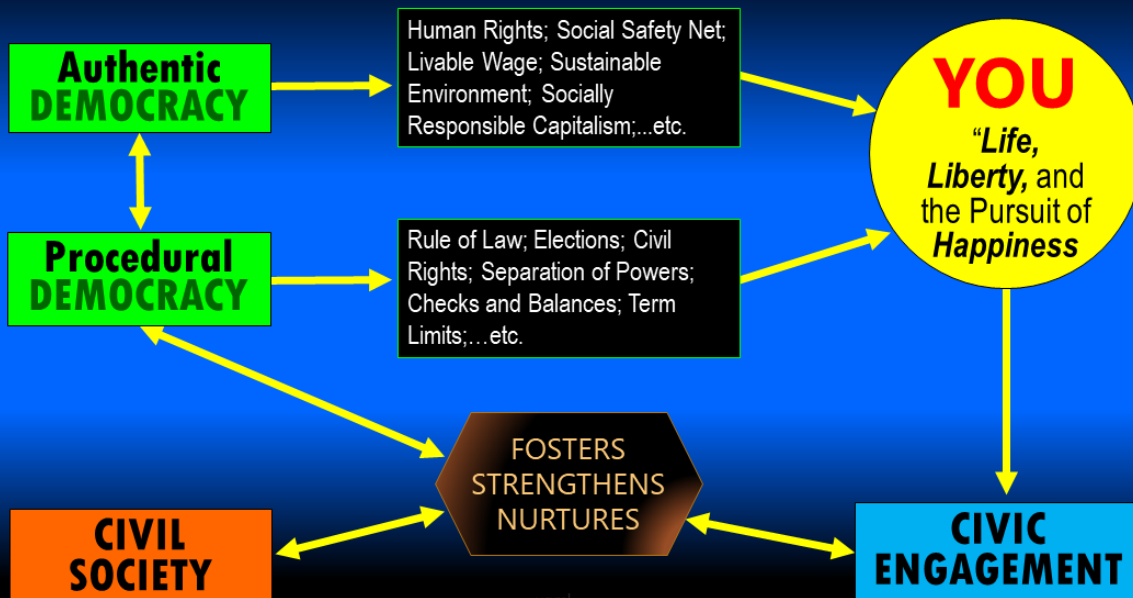 Authentic
DEMOCRACY
Human Rights; Social Safety Net;
Livable Wage; Sustainable
Environment; Socially
Responsible Capitalism;...etc.
YOU
“Life,
Liberty, and
the Pursuit of
Happiness
Procedural
DEMOCRACY
Rule of Law; Elections; Civil
Rights; Separation of Powers;
Checks and Balances; Term
Limits;…etc.
FOSTERS
STRENGTHENS
NURTURES
CIVIL
SOCIETY
CIVIC
ENGAGEMENT